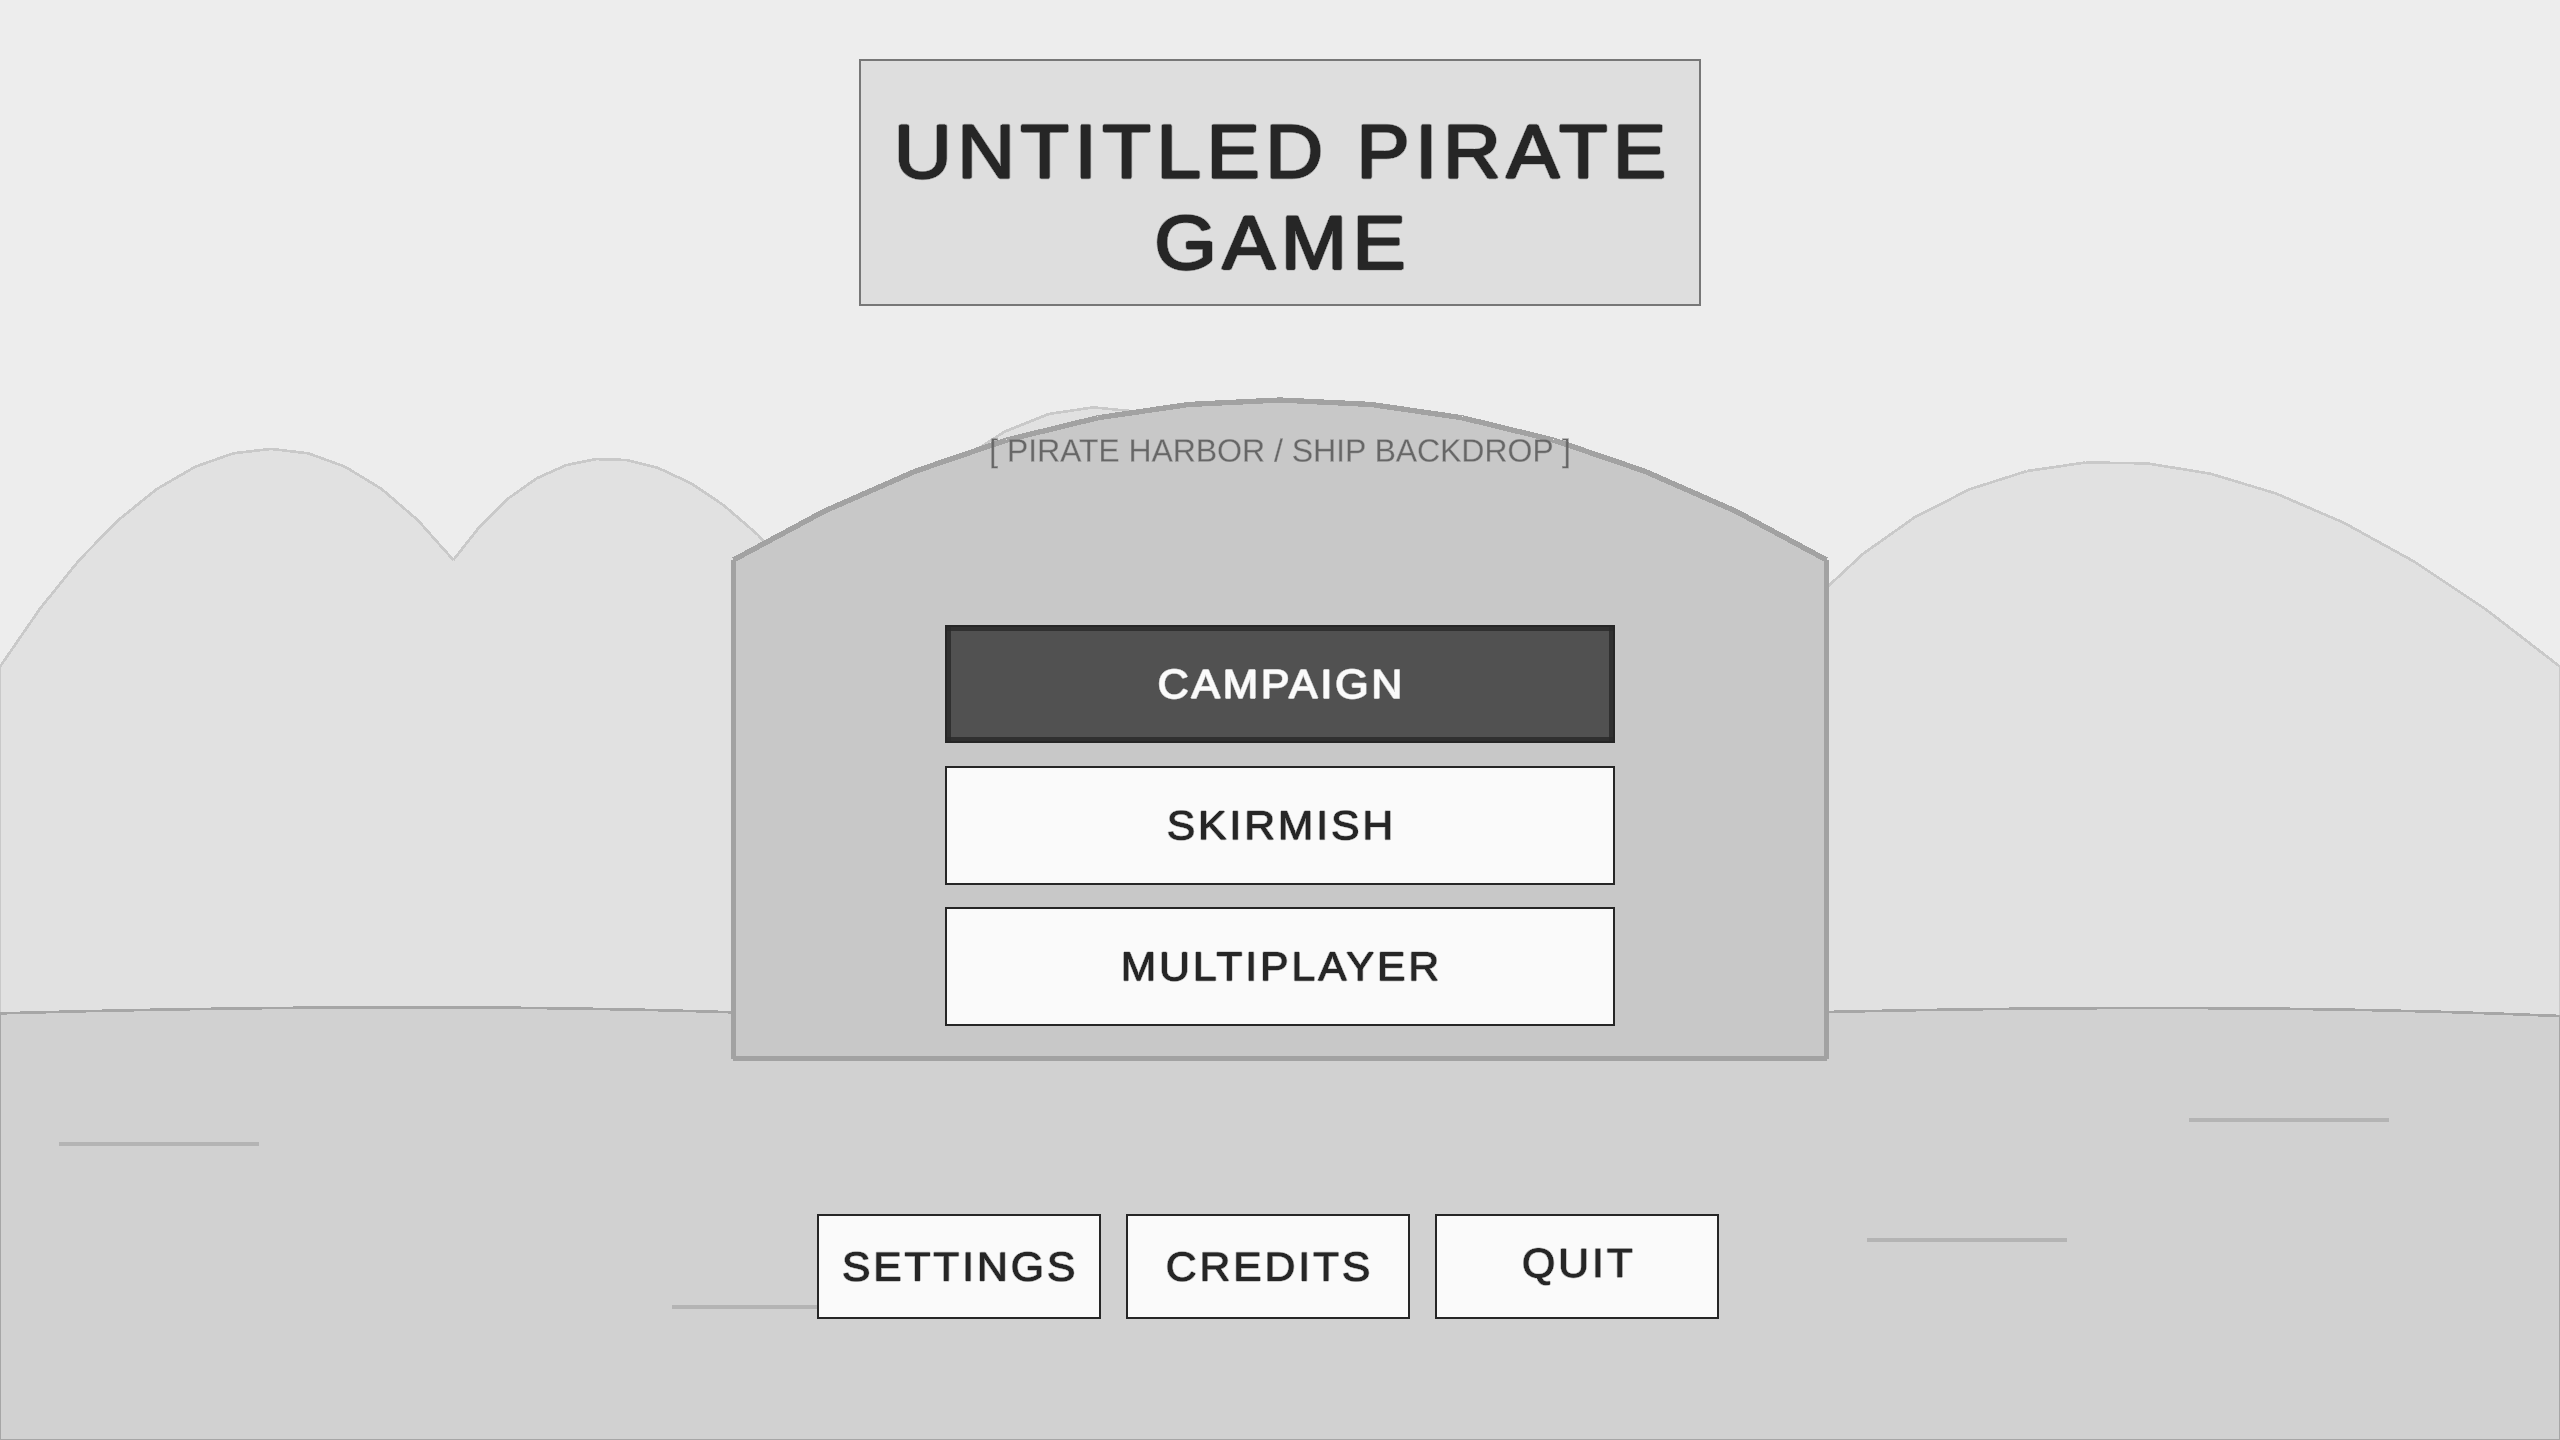 UNTITLED PIRATE
GAME
[ PIRATE HARBOR / SHIP BACKDROP ]
CAMPAIGN
SKIRMISH
MULTIPLAYER
SETTINGS
CREDITS
QUIT